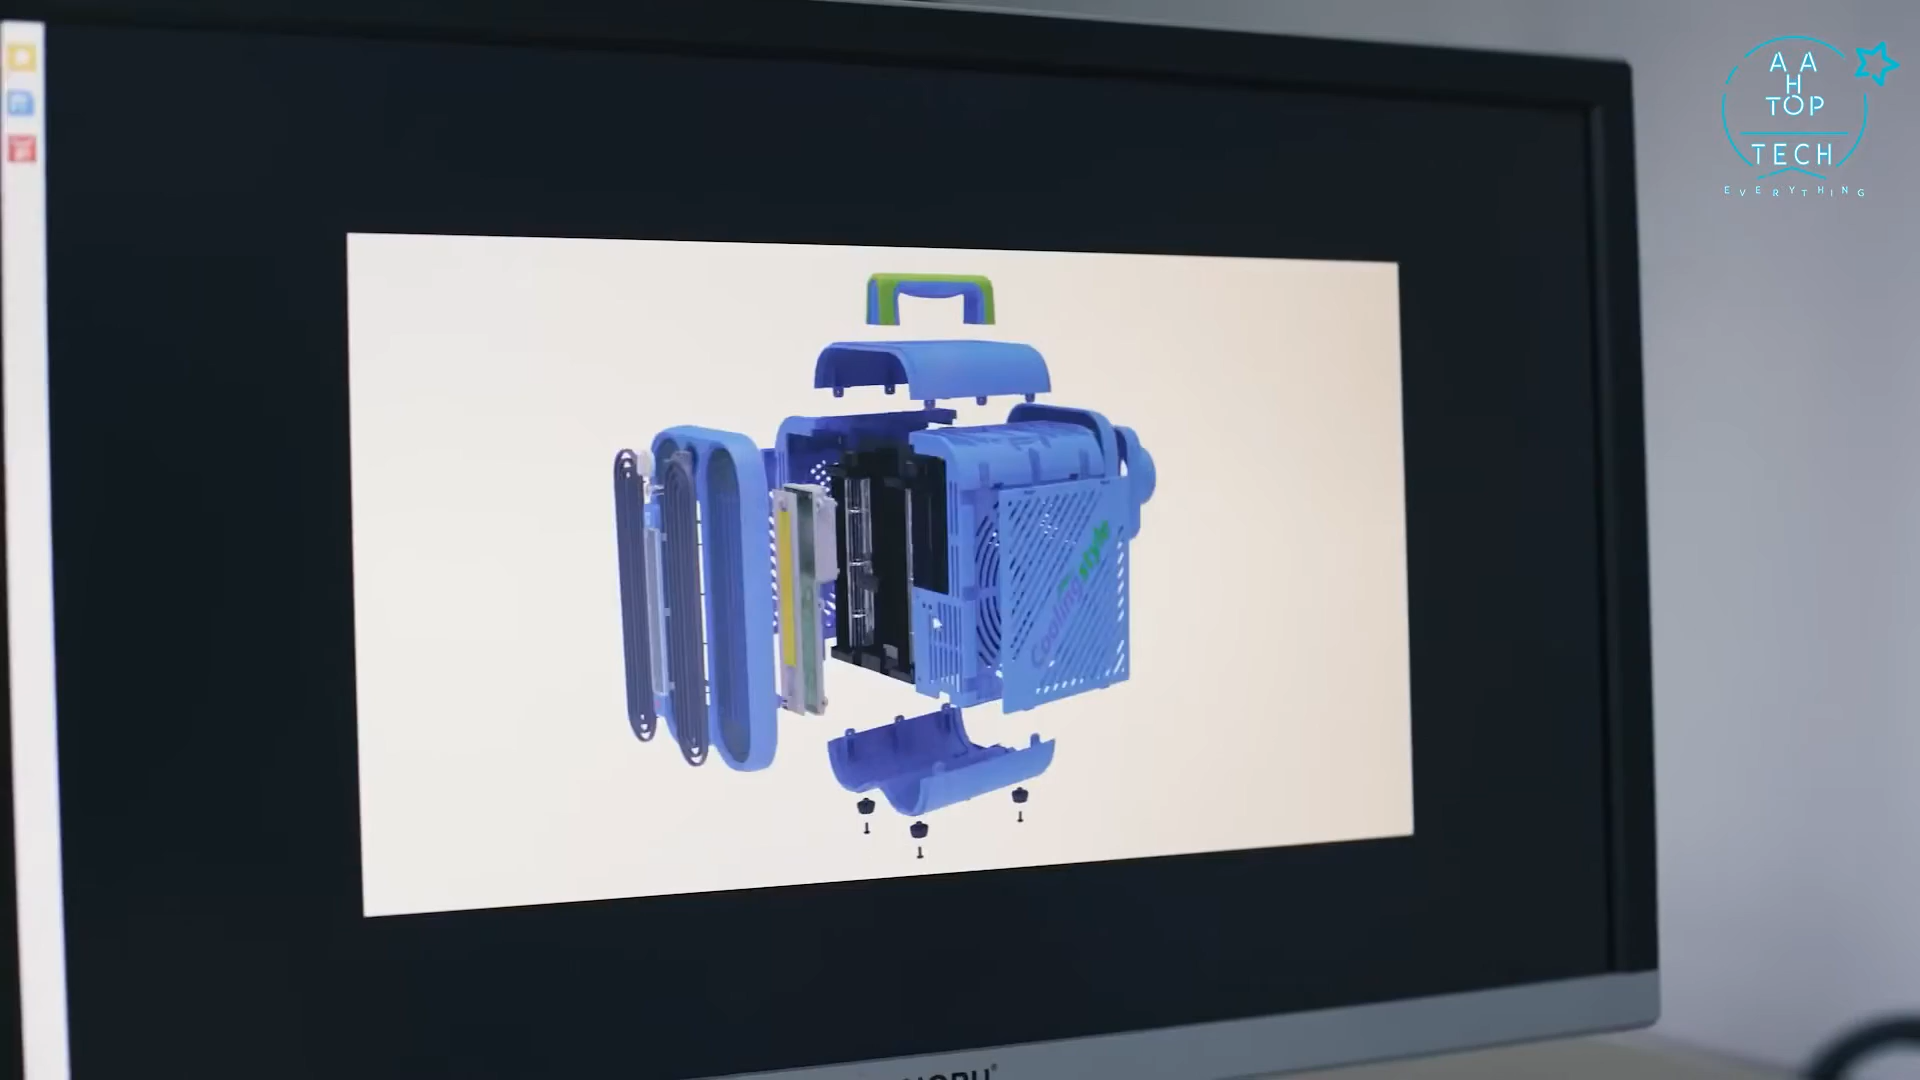 A A
H
TOP
TECH
EVERYTHING
Cooling style